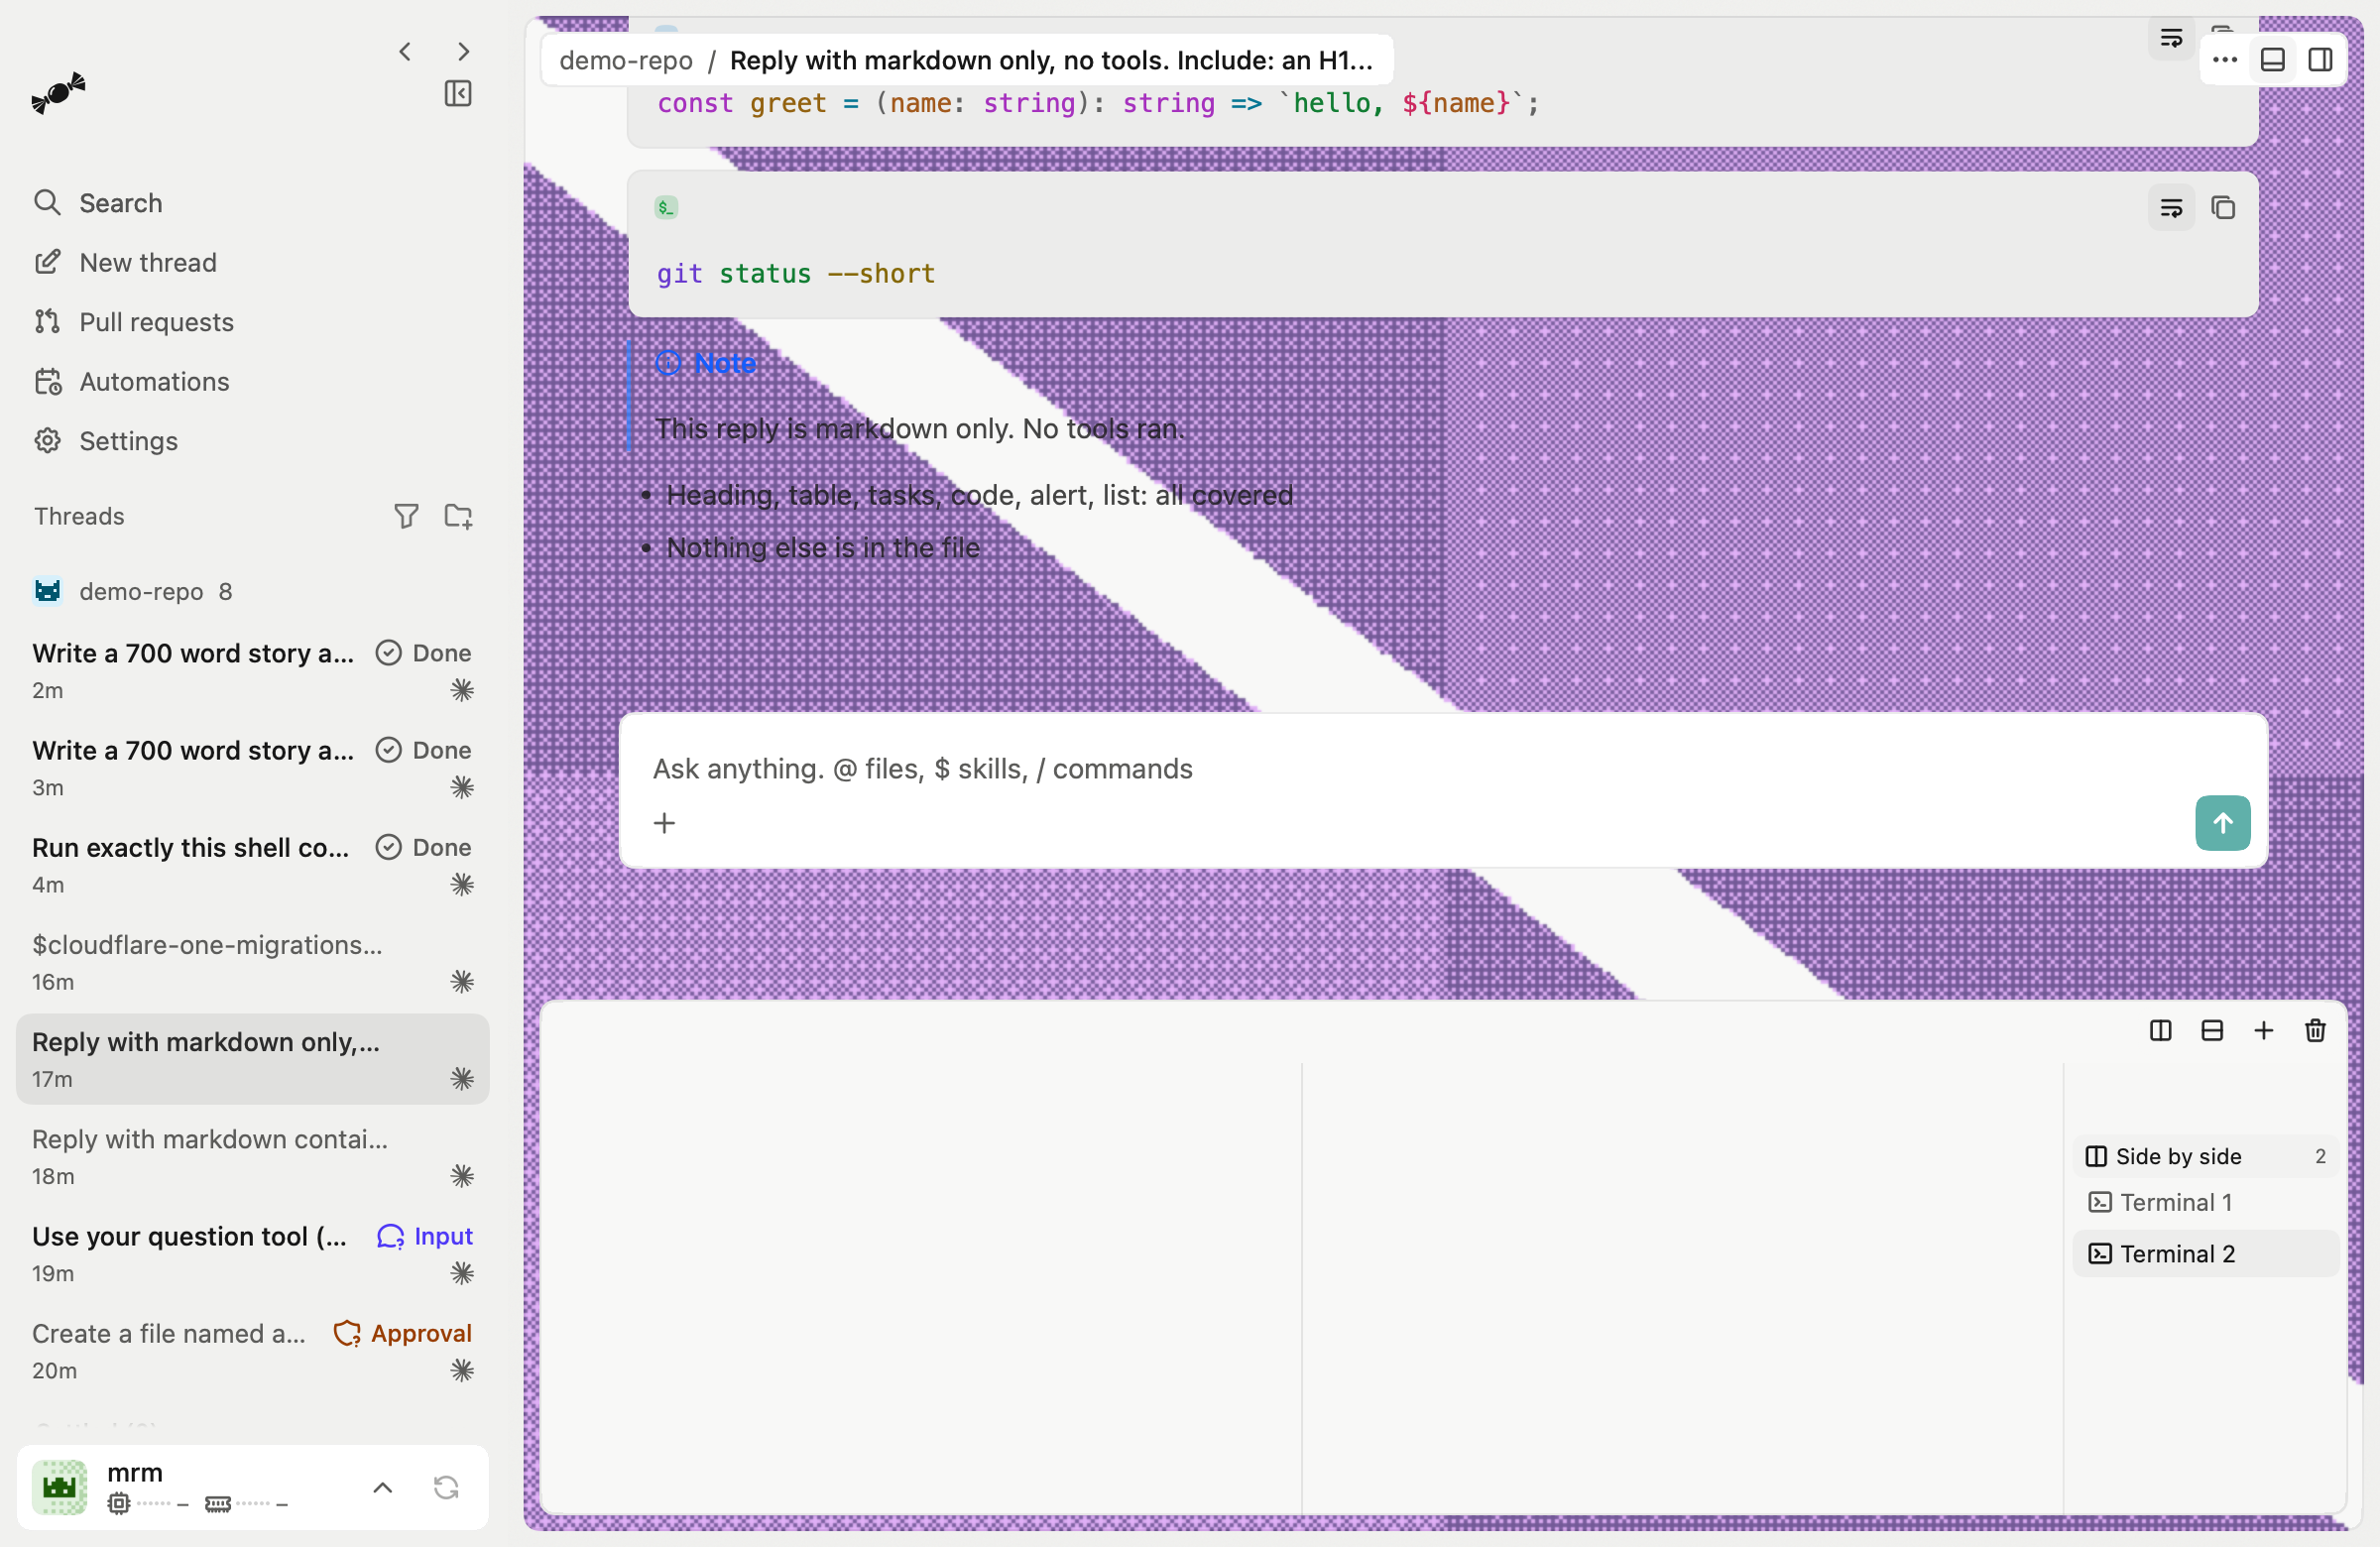 Search
New thread
Pull requests
Automations
Settings
Threads
demo-repo 8
Write a 700 word story a... Done
2m
Write a 700 word story a... Done
3m
Run exactly this shell co... Done
4m
$cloudflare-one-migrations...
16m
Reply with markdown only,...
17m
Reply with markdown contai...
18m
Use your question tool (... Input
19m
Create a file named a... Approval
20m
mrm
demo-repo / Reply with markdown only, no tools. Include: an H1...
const greet = (name: string): string => `hello, ${name}`;
$_
git status --short
Note
This reply is markdown only. No tools ran.
• Heading, table, tasks, code, alert, list: all covered
• Nothing else is in the file
Ask anything. @ files, $ skills, / commands
Side by side 2
Terminal 1
Terminal 2